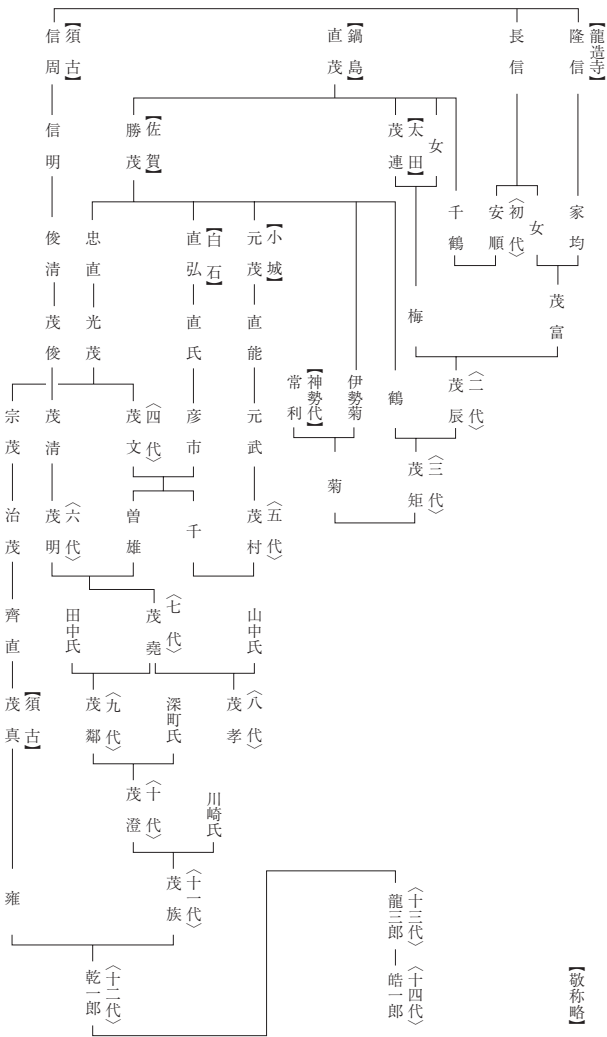 【敬称略】
【龍造寺】
隆信
家均
茂富
長信
女
〈初代〉
安順
千鶴
【鍋島】
直茂
女
【太田】
茂連
梅
〈二代〉
茂辰
【佐賀】
勝茂
鶴
〈三代〉
茂矩
伊勢菊
【神勢代】
常利
菊
【小城】
元茂
直能
元武
〈五代〉
茂村
【白石】
直弘
直氏
彦市
千
忠直
光茂
〈四代〉
茂文
曽雄
宗茂
治茂
齊直
【須古】
茂真
雍
【須古】
信周
信明
俊清
茂俊
茂清
〈六代〉
茂明
〈七代〉
茂堯
山中氏
〈八代〉
茂孝
田中氏
〈九代〉
茂鄰
深町氏
〈十代〉
茂澄
川崎氏
〈十一代〉
茂族
〈十二代〉
乾一郎
〈十三代〉
龍三郎
〈十四代〉
皓一郎